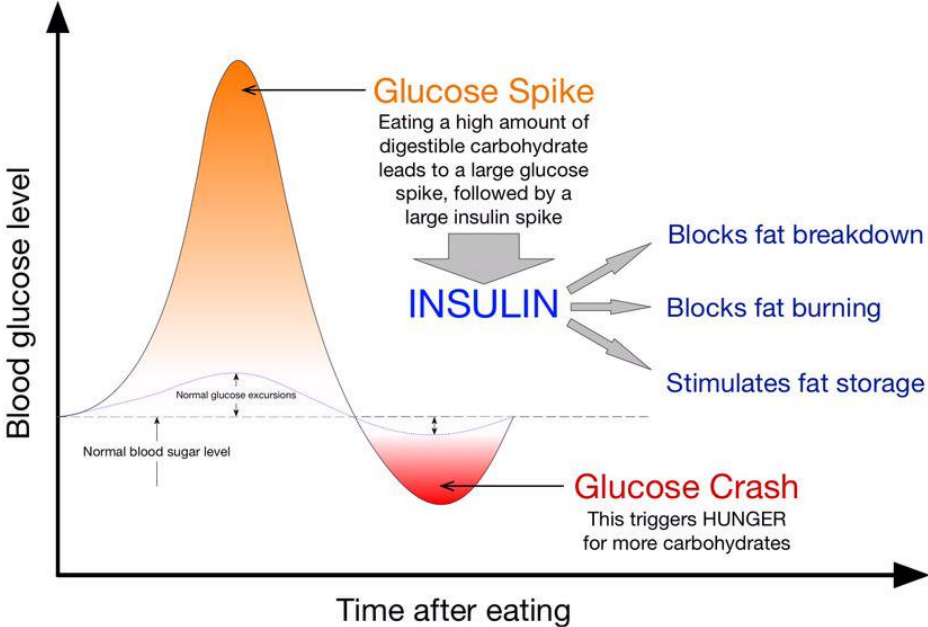 Glucose Spike
Eating a high amount of
digestible carbohydrate
leads to a large glucose
spike, followed by a
large insulin spike
INSULIN
Blocks fat breakdown
Blocks fat burning
Stimulates fat storage
Normal glucose excursions
Normal blood sugar level
Glucose Crash
This triggers HUNGER
for more carbohydrates
Blood glucose level
Time after eating